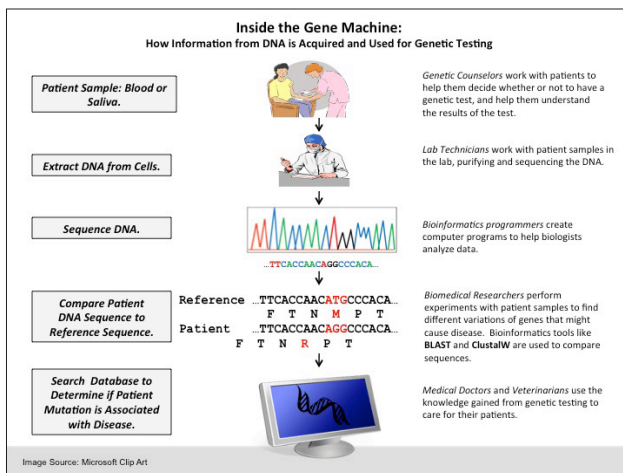 Inside the Gene Machine:
How Information from DNA is Acquired and Used for Genetic Testing
Patient Sample: Blood or
Saliva.
Genetic Counselors work with patients to
help them decide whether or not to have a
genetic test, and help them understand
the results of the test.
Extract DNA from Cells.
Lab Technicians work with patient samples in
the lab, purifying and sequencing the DNA.
Sequence DNA.
…TTCACCAACAGGCCCACA…
Bioinformatics programmers create
computer programs to help biologists
analyze data.
Compare Patient
DNA Sequence to
Reference Sequence.
Reference …TTCACCAACATGCCCACA…
F T N M P T
Patient …TTCACCAACAGGCCCACA…
F T N R P T
Biomedical Researchers perform
experiments with patient samples to find
different variations of genes that might
cause disease. Bioinformatics tools like
BLAST and ClustalW are used to compare
sequences.
Search Database to
Determine if Patient
Mutation is Associated
with Disease.
Medical Doctors and Veterinarians use the
knowledge gained from genetic testing to
care for their patients.
Image Source: Microsoft Clip Art